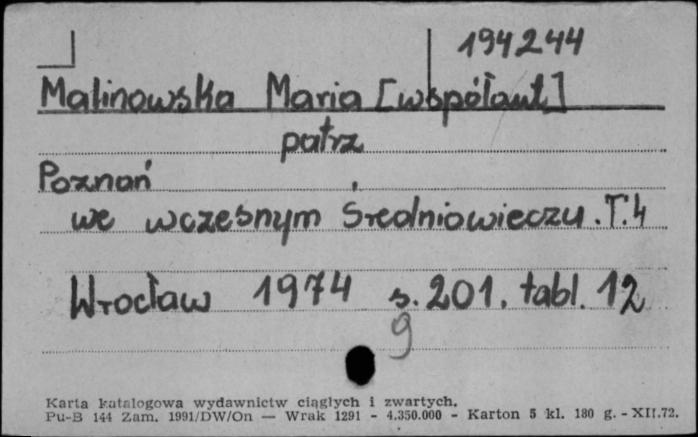 194244
Malinowska Maria [współaut]
patrz
Poznań
we wczesnym średniowieczu. T. 4
Wrocław 1974 s. 201. tabl. 12
g
Karta katalogowa wydawnictw ciągłych i zwartych.
Pu-B 144 Zam. 1991/DW/On — Wrak 1291 - 4.350.000 - Karton 5 kl. 180 g. - XII.72.